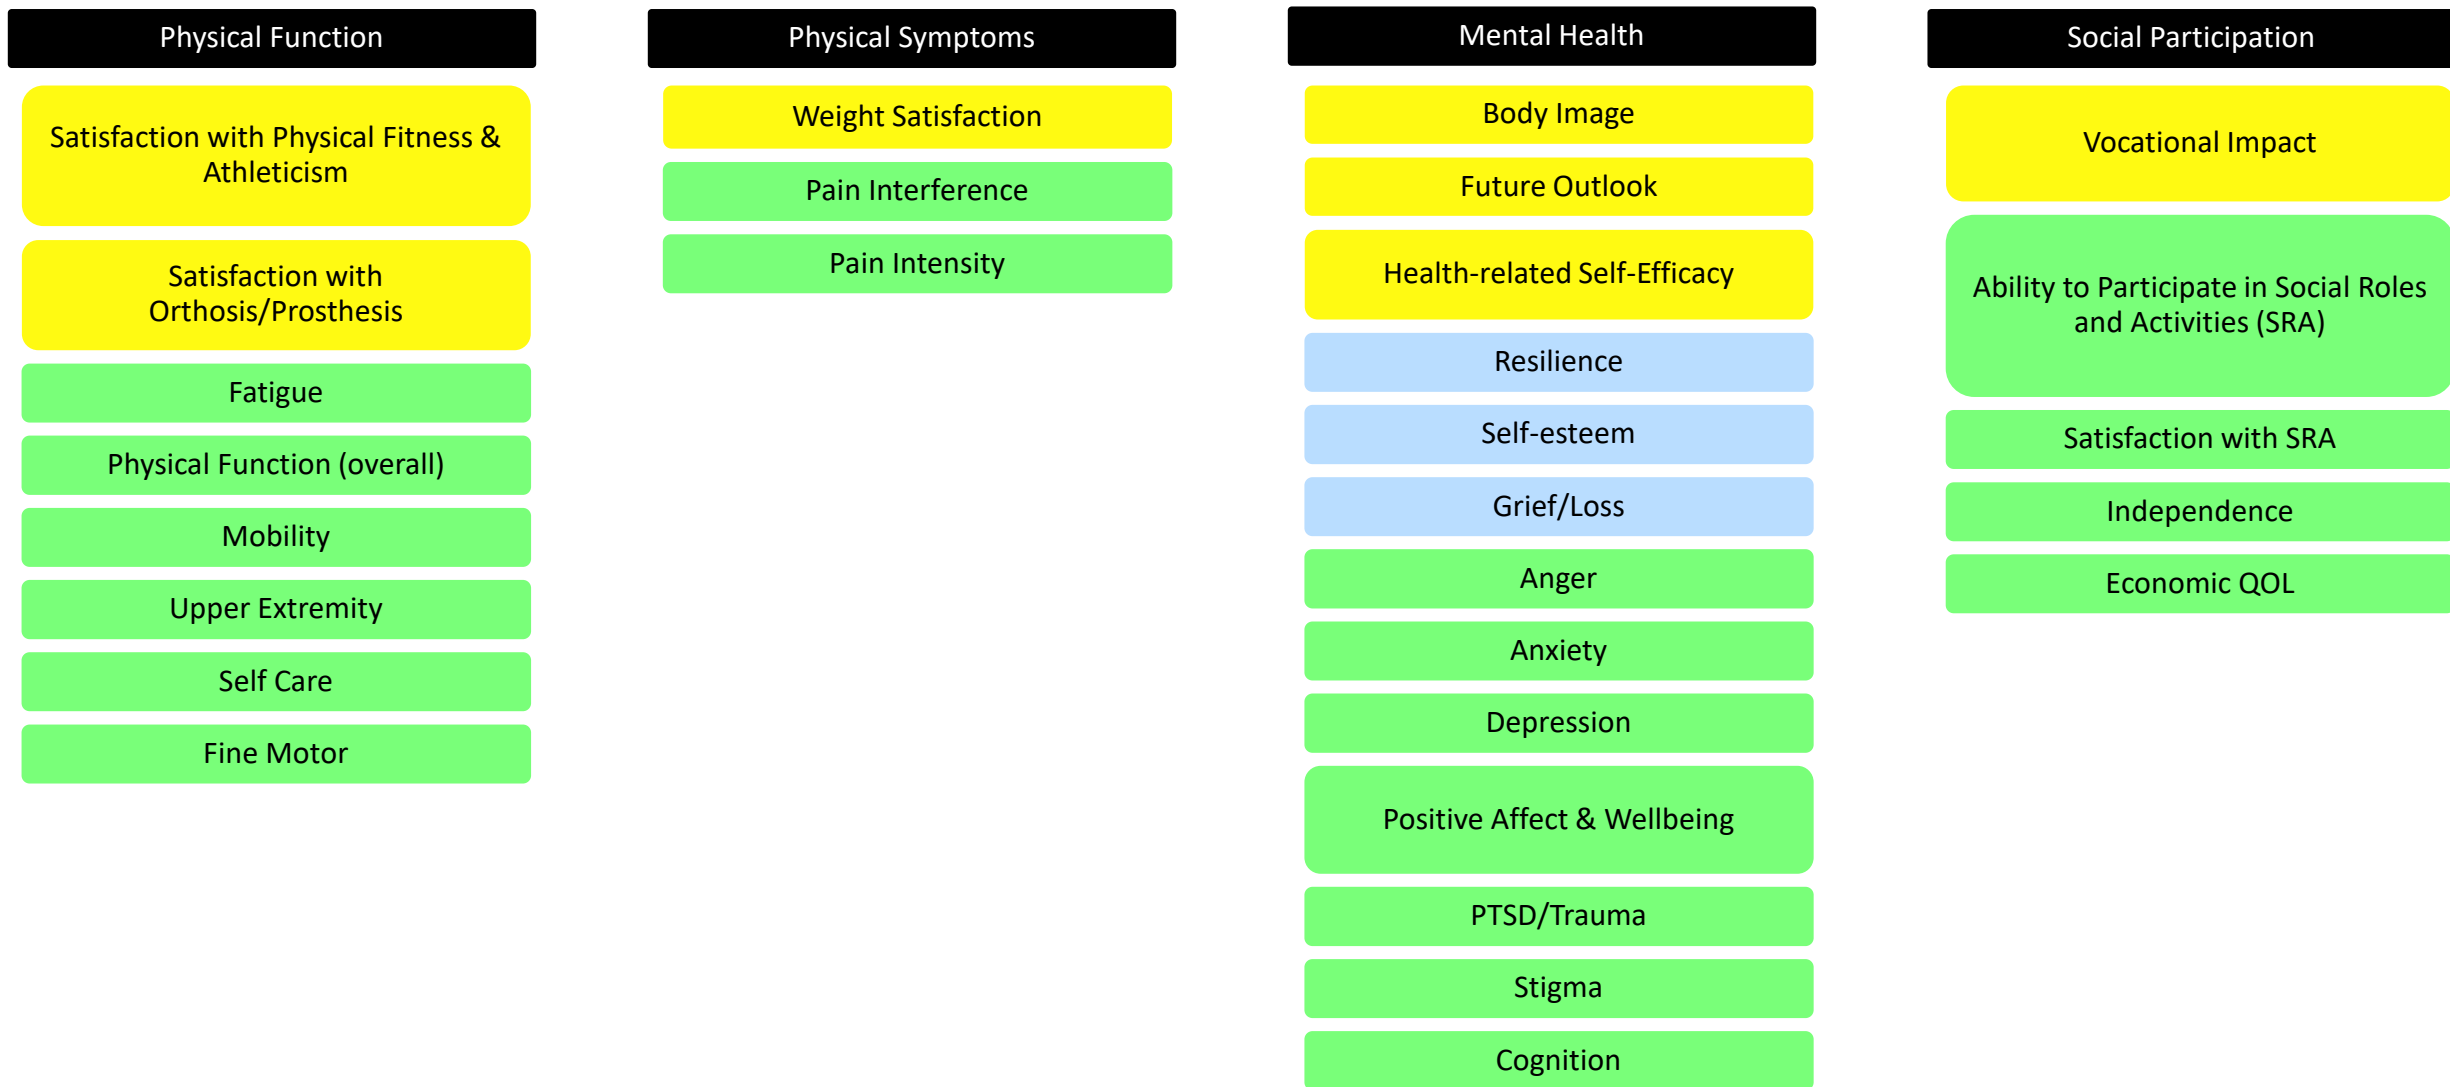 Physical Function
Satisfaction with Physical Fitness &
Athleticism
Satisfaction with
Orthosis/Prosthesis
Fatigue
Physical Function (overall)
Mobility
Upper Extremity
Self Care
Fine Motor
Physical Symptoms
Weight Satisfaction
Pain Interference
Pain Intensity
Mental Health
Body Image
Future Outlook
Health-related Self-Efficacy
Resilience
Self-esteem
Grief/Loss
Anger
Anxiety
Depression
Positive Affect & Wellbeing
PTSD/Trauma
Stigma
Cognition
Social Participation
Vocational Impact
Ability to Participate in Social Roles
and Activities (SRA)
Satisfaction with SRA
Independence
Economic QOL